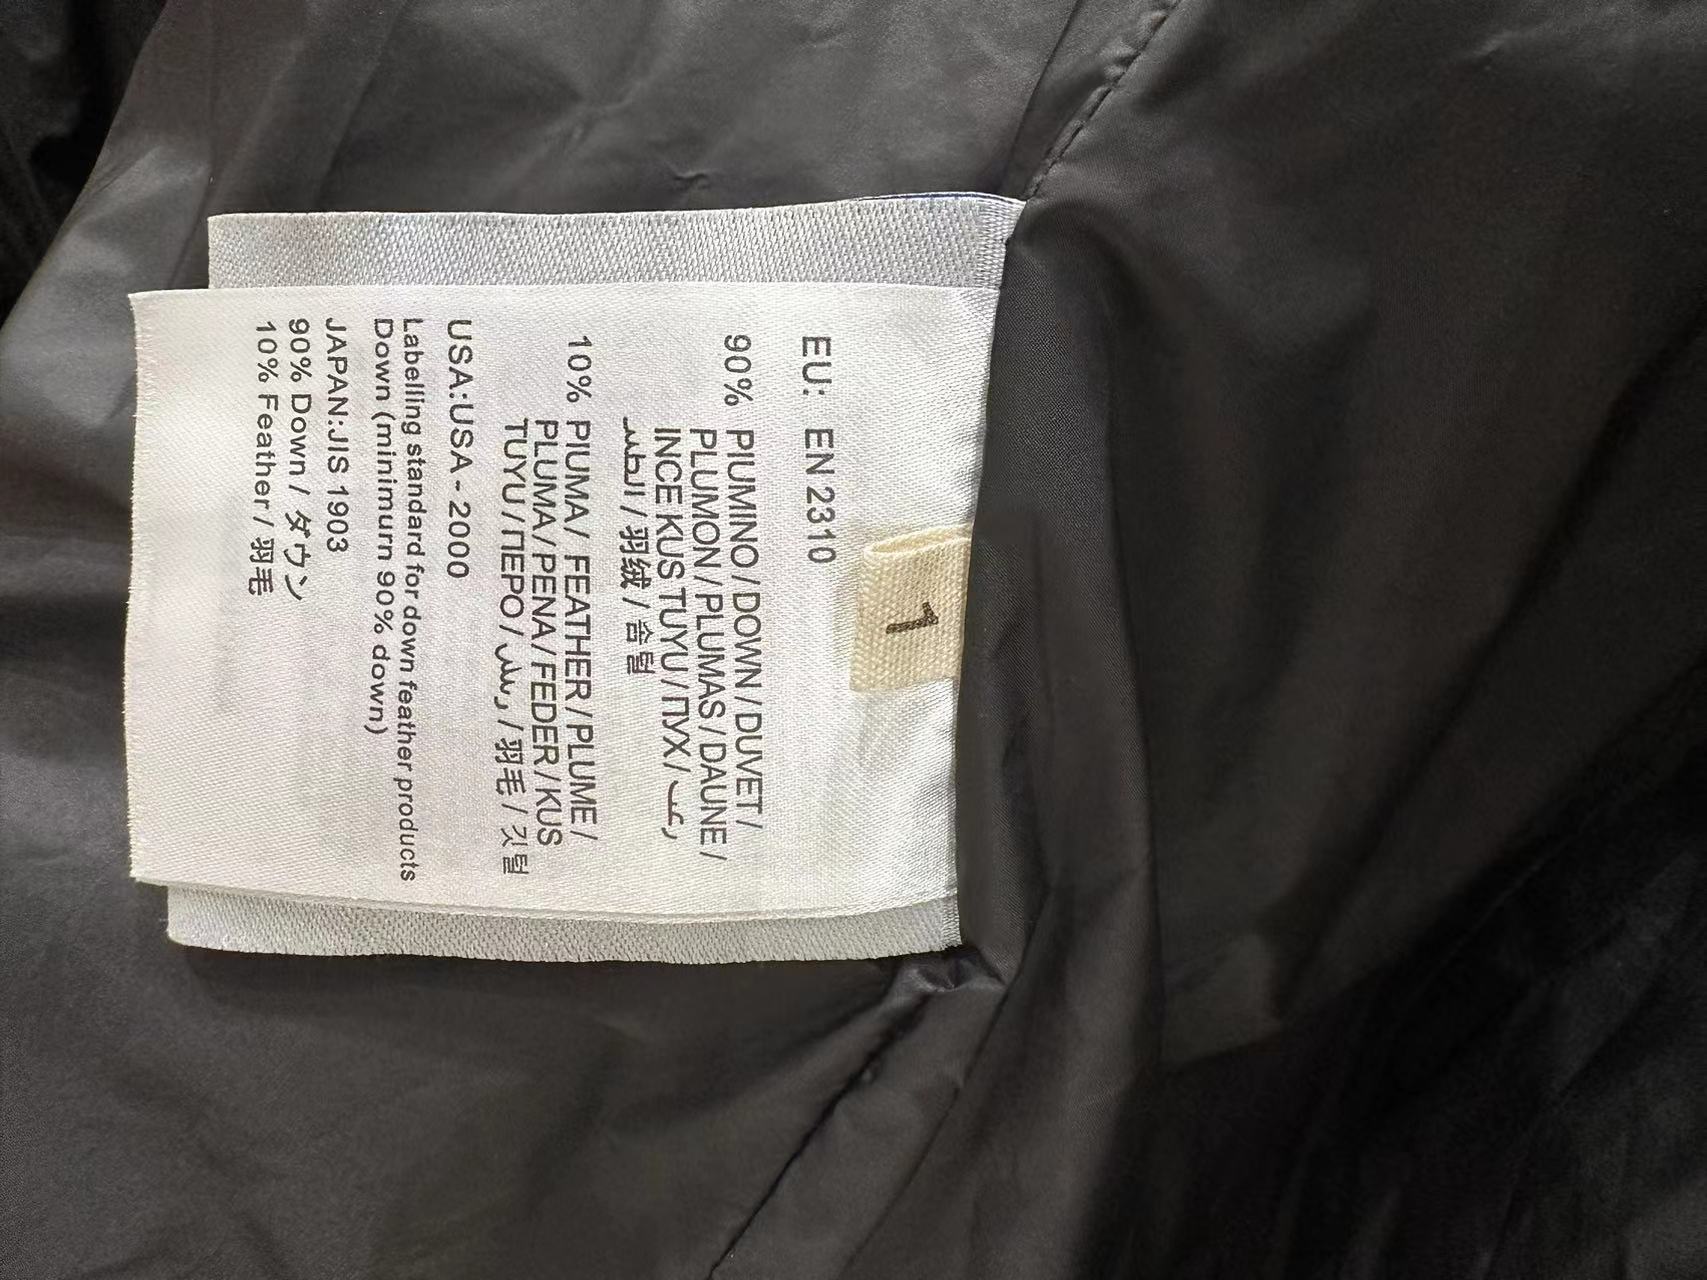 1
EU: EN 2310
90% PIUMINO / DOWN / DUVET /
PLUMON / PLUMAS / DAUNE /
INCE KUS TUYU / ПУХ /
/ 羽绒 / 솜털
10% PIUMA / FEATHER / PLUME /
PLUMA / PENA / FEDER / KUS
TUYU / ПЕРО / / 羽毛 / 깃털
USA:USA - 2000
Labelling standard for down feather products
Down (minimurn 90% down)
JAPAN:JIS 1903
90% Down / ダウン
10% Feather / 羽毛